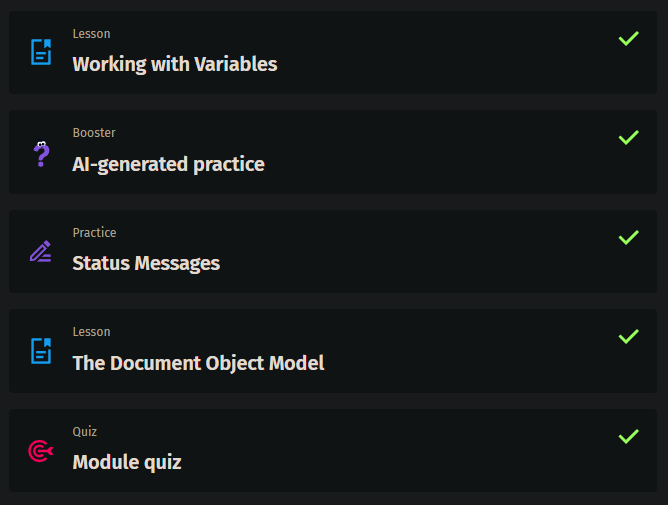 Lesson
Working with Variables
Booster
AI-generated practice
Practice
Status Messages
Lesson
The Document Object Model
Quiz
Module quiz